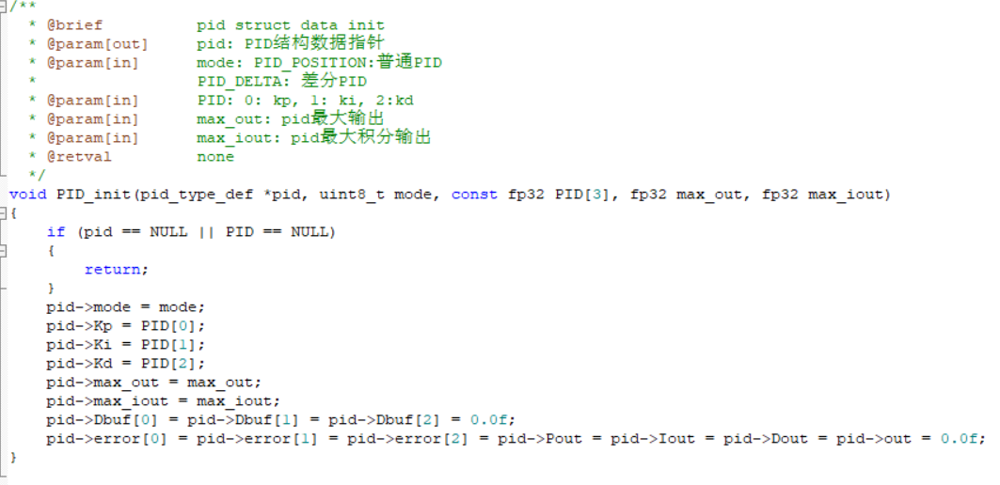 /**
  * @brief          pid struct data init
  * @param[out]     pid: PID结构数据指针
  * @param[in]      mode: PID_POSITION:普通PID
  *                 PID_DELTA: 差分PID
  * @param[in]      PID: 0: kp, 1: ki, 2:kd
  * @param[in]      max_out: pid最大输出
  * @param[in]      max_iout: pid最大积分输出
  * @retval         none
  */
void PID_init(pid_type_def *pid, uint8_t mode, const fp32 PID[3], fp32 max_out, fp32 max_iout)
{
    if (pid == NULL || PID == NULL)
    {
        return;
    }
    pid->mode = mode;
    pid->Kp = PID[0];
    pid->Ki = PID[1];
    pid->Kd = PID[2];
    pid->max_out = max_out;
    pid->max_iout = max_iout;
    pid->Dbuf[0] = pid->Dbuf[1] = pid->Dbuf[2] = 0.0f;
    pid->error[0] = pid->error[1] = pid->error[2] = pid->Pout = pid->Iout = pid->Dout = pid->out = 0.0f;
}